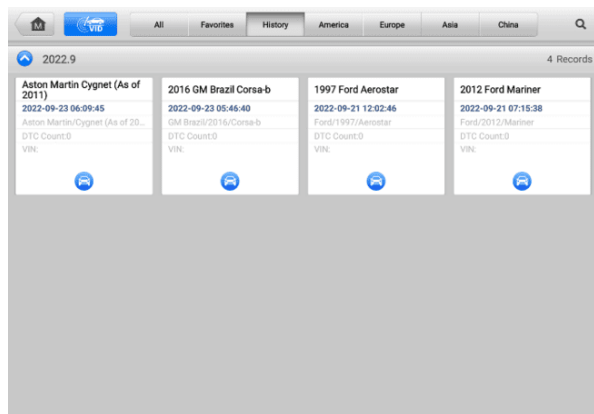 M
VID
All
Favorites
History
America
Europe
Asia
China
2022.9
4 Records
Aston Martin Cygnet (As of
2011)
2022-09-23 06:09:45
Aston Martin/Cygnet (As of 20...
DTC Count:0
VIN:
2016 GM Brazil Corsa-b
2022-09-23 05:46:40
GM Brazil/2016/Corsa-b
DTC Count:0
VIN:
1997 Ford Aerostar
2022-09-21 12:02:46
Ford/1997/Aerostar
DTC Count:0
VIN:
2012 Ford Mariner
2022-09-21 07:15:38
Ford/2012/Mariner
DTC Count:0
VIN: